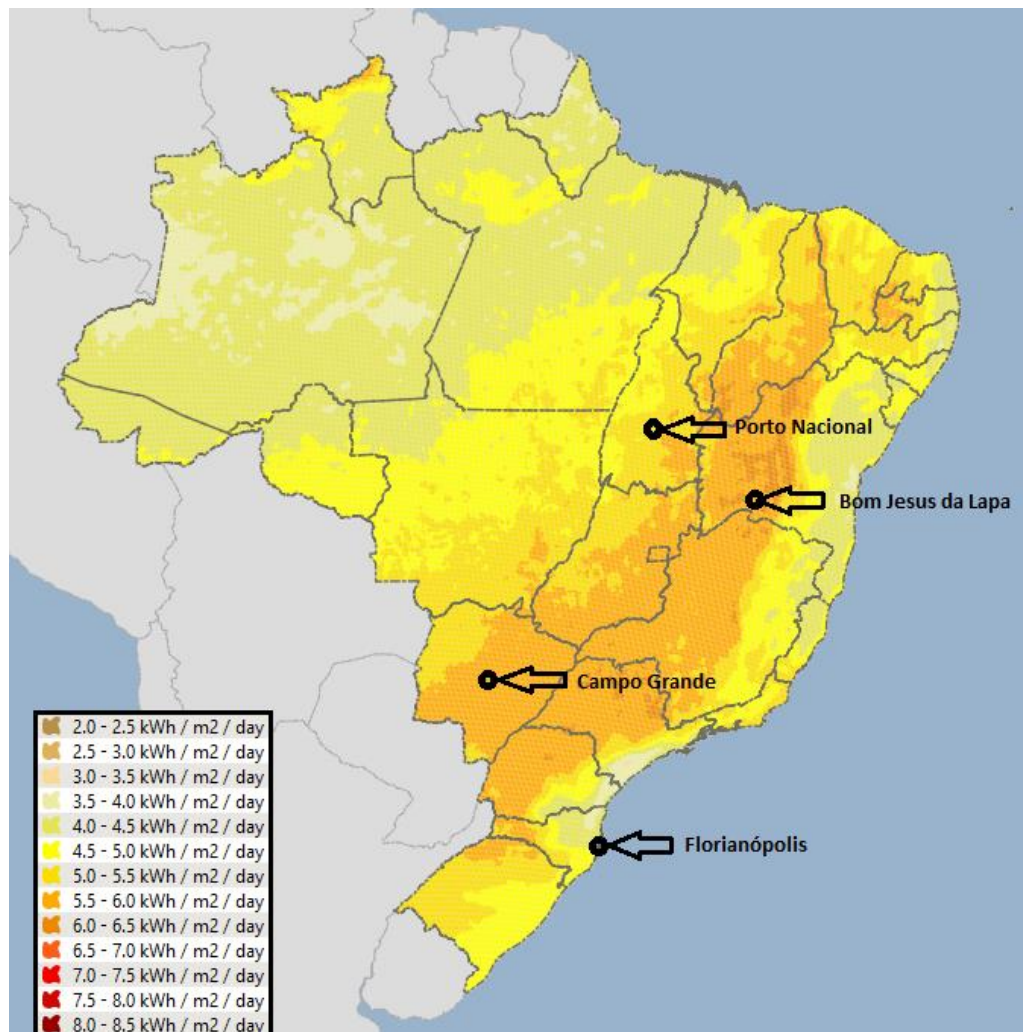 Porto Nacional
Bom Jesus da Lapa
Campo Grande
Florianópolis
2.0 - 2.5 kWh / m2 / day
2.5 - 3.0 kWh / m2 / day
3.0 - 3.5 kWh / m2 / day
3.5 - 4.0 kWh / m2 / day
4.0 - 4.5 kWh / m2 / day
4.5 - 5.0 kWh / m2 / day
5.0 - 5.5 kWh / m2 / day
5.5 - 6.0 kWh / m2 / day
6.0 - 6.5 kWh / m2 / day
6.5 - 7.0 kWh / m2 / day
7.0 - 7.5 kWh / m2 / day
7.5 - 8.0 kWh / m2 / day
8.0 - 8.5 kWh / m2 / day